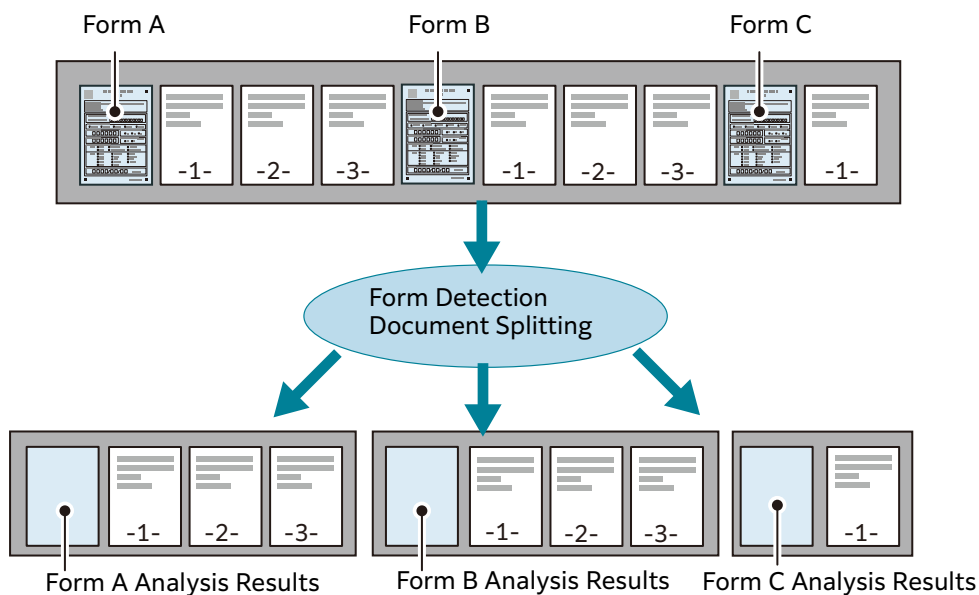 Form A
Form B
Form C
-1-
-2-
-3-
-1-
-2-
-3-
-1-
Form Detection
Document Splitting
-1-
-2-
-3-
-1-
-2-
-3-
-1-
Form A Analysis Results
Form B Analysis Results
Form C Analysis Results